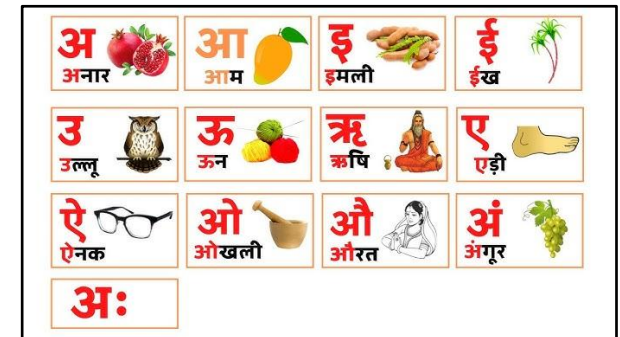 अ
अनार
आ
आम
इ
इमली
ई
ईख
उ
उल्लू
ऊ
ऊन
ऋ
ऋषि
ए
एड़ी
ऐ
ऐनक
ओ
ओखली
औ
औरत
अं
अंगूर
अः